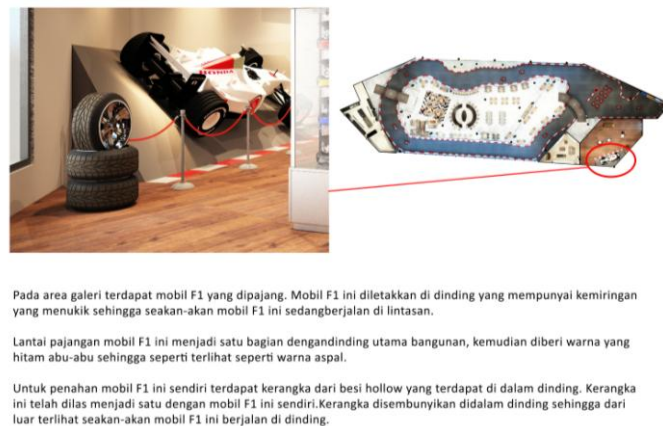 HONDA
Pada area galeri terdapat mobil F1 yang dipajang. Mobil F1 ini diletakkan di dinding yang mempunyai kemiringan
yang menukik sehingga seakan-akan mobil F1 ini sedangberjalan di lintasan.
Lantai pajangan mobil F1 ini menjadi satu bagian dengandinding utama bangunan, kemudian diberi warna yang
hitam abu-abu sehingga seperti terlihat seperti warna aspal.
Untuk penahan mobil F1 ini sendiri terdapat kerangka dari besi hollow yang terdapat di dalam dinding. Kerangka
ini telah dilas menjadi satu dengan mobil F1 ini sendiri.Kerangka disembunyikan didalam dinding sehingga dari
luar terlihat seakan-akan mobil F1 ini berjalan di dinding.